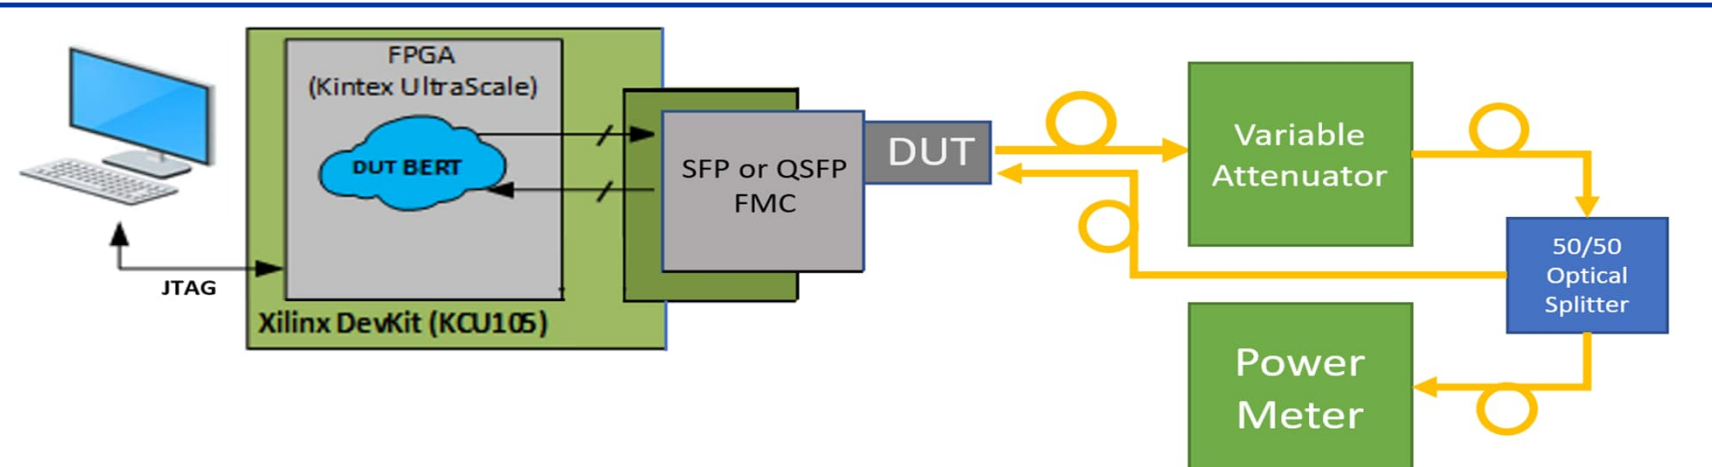 FPGA
(Kintex UltraScale)
DUT BERT
JTAG
Xilinx DevKit (KCU105)
SFP or QSFP
FMC
DUT
Variable
Attenuator
50/50
Optical
Splitter
Power
Meter